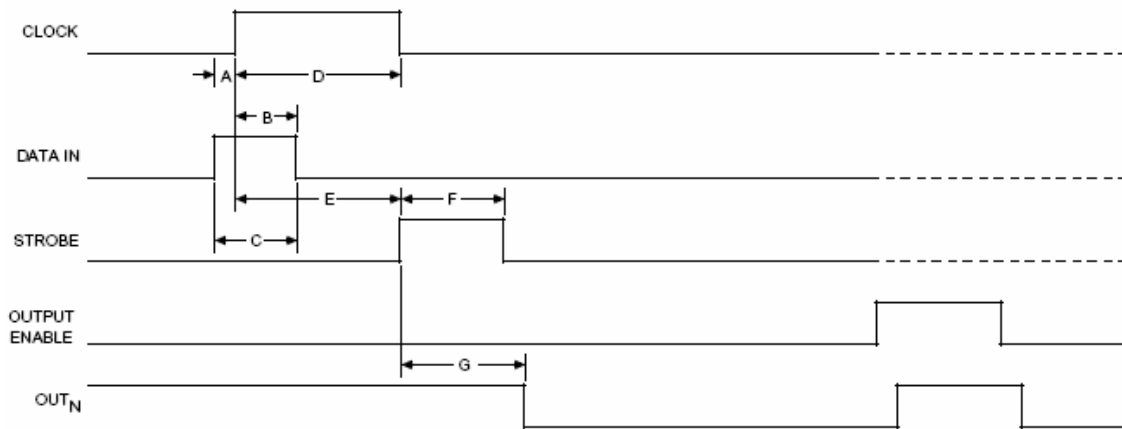 CLOCK
A D
B
DATA IN
E F
C
STROBE
OUTPUT
ENABLE
G
OUTN